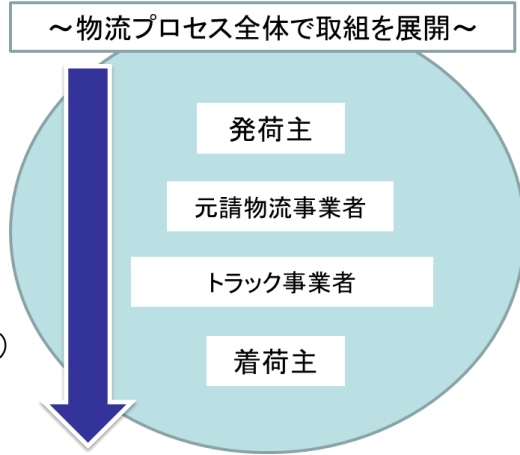 ～物流プロセス全体で取組を展開～
発荷主
元請物流事業者
トラック事業者
）
着荷主